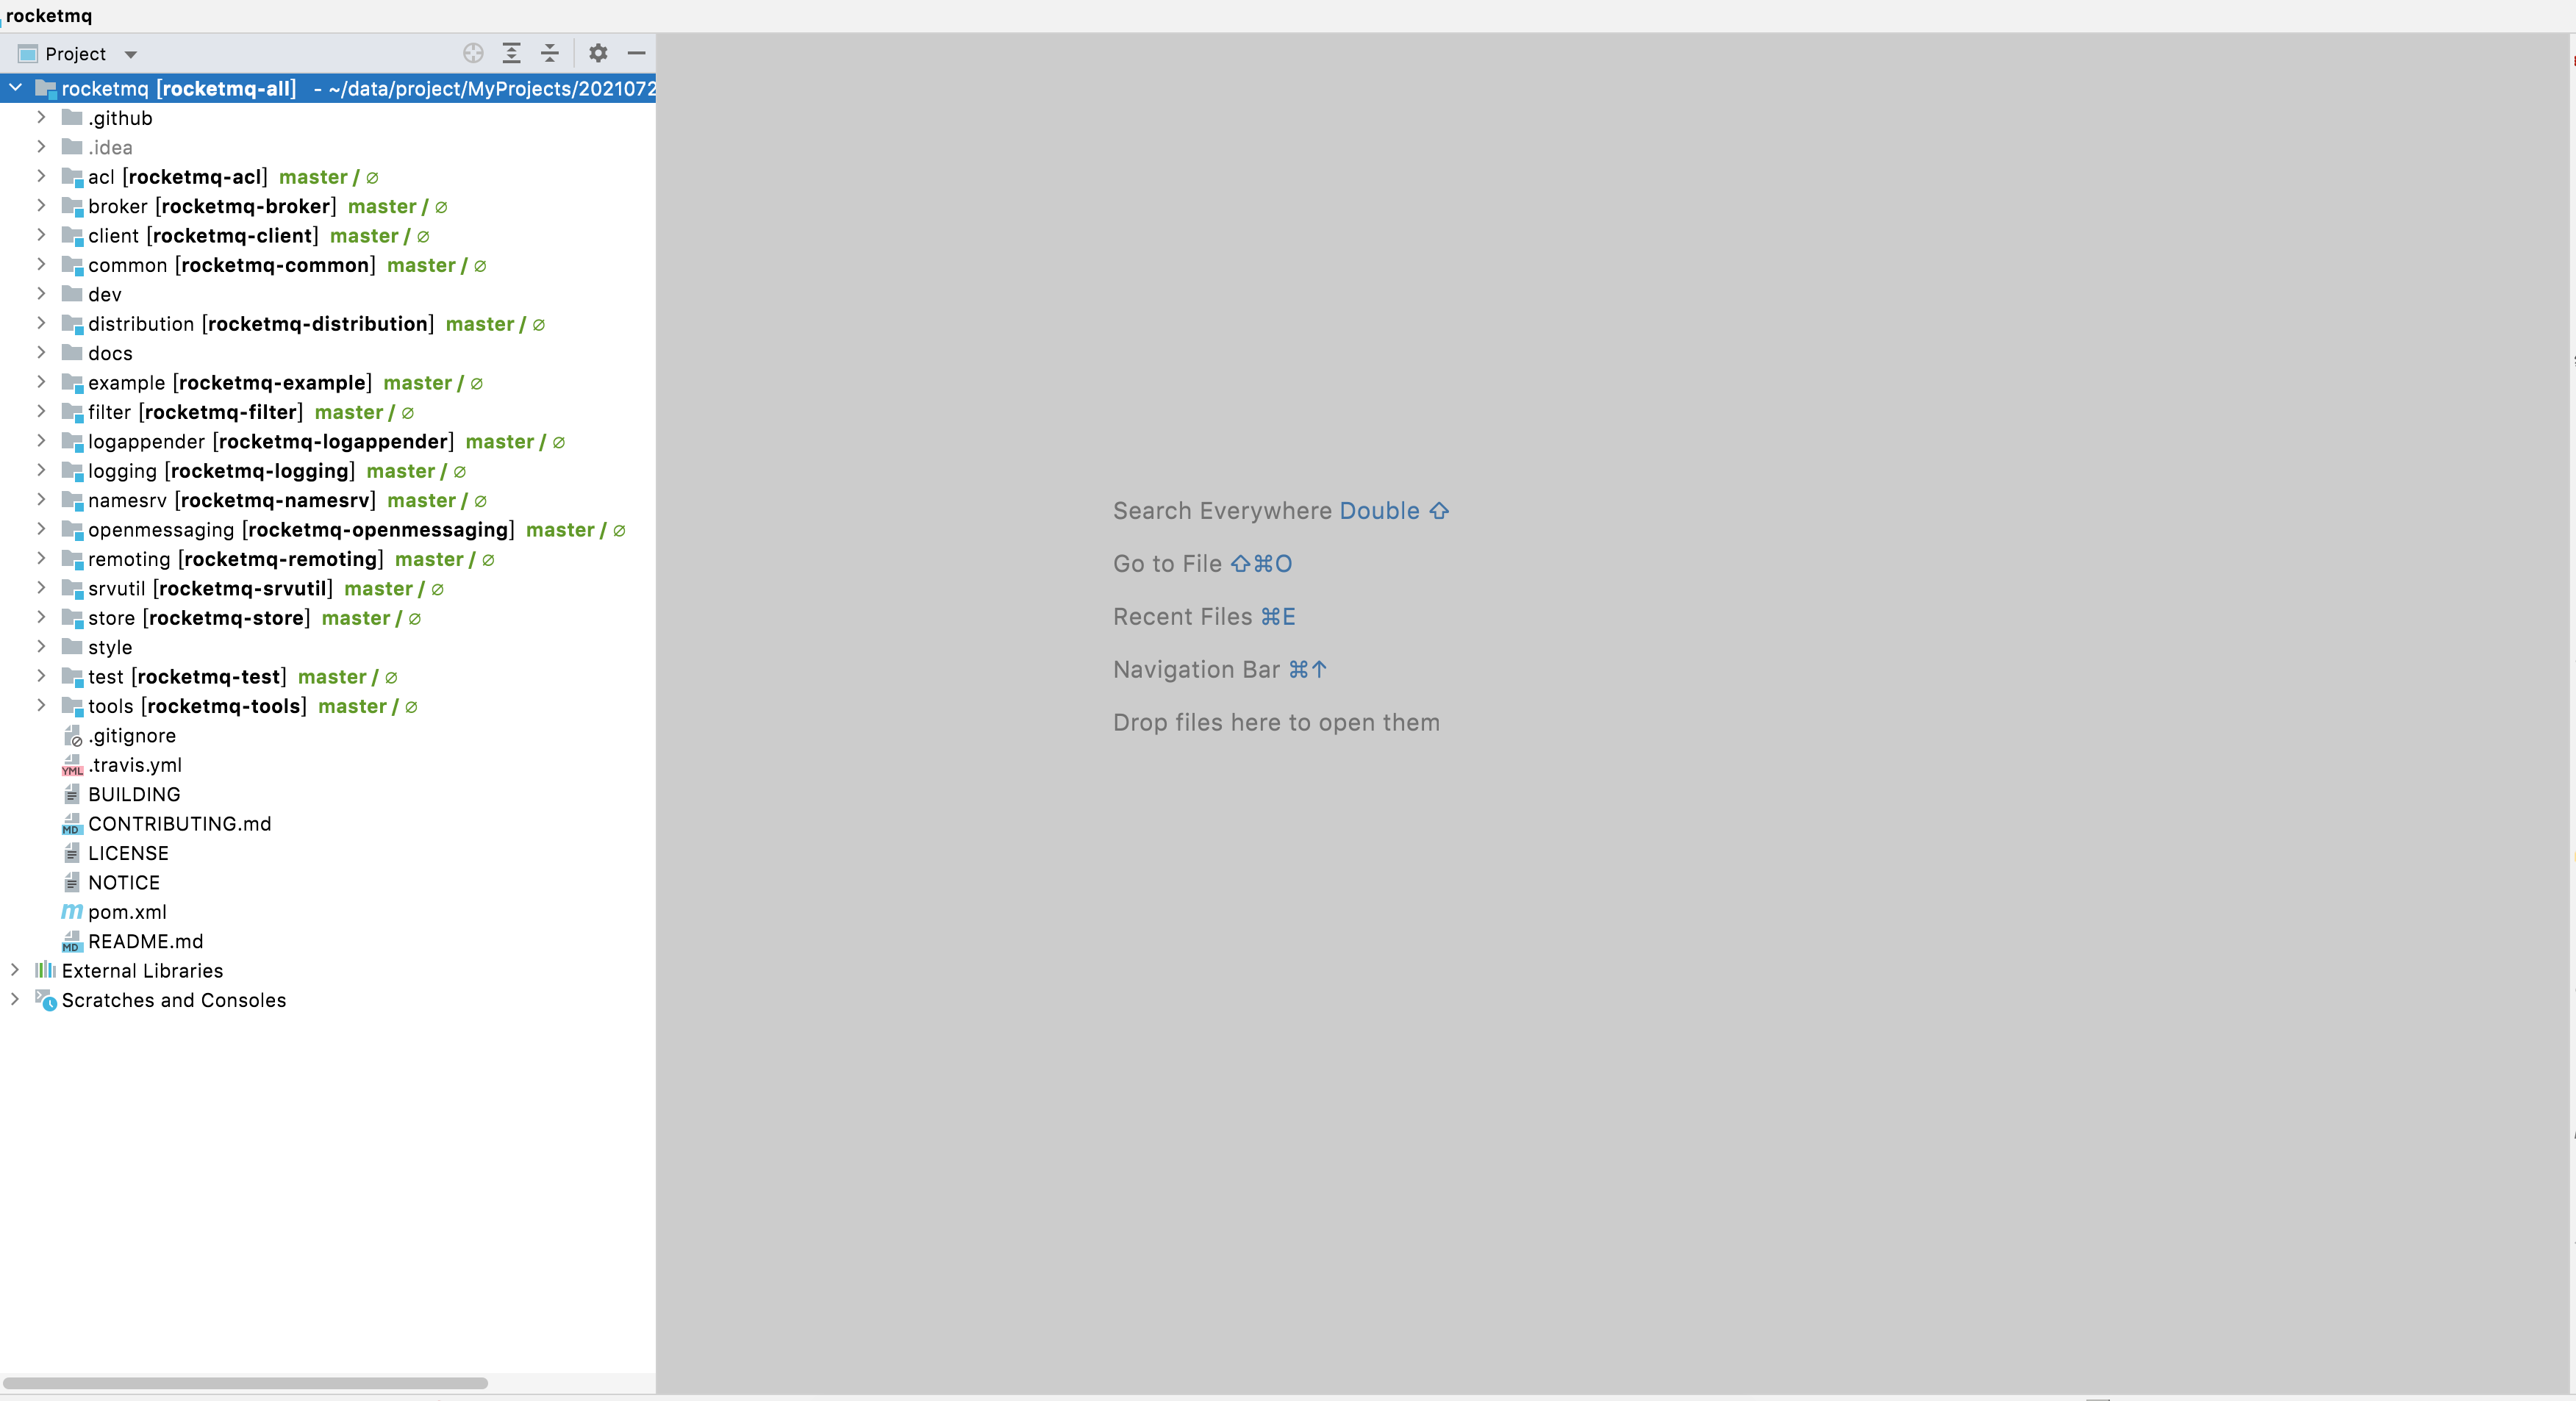 rocketmq
Project
rocketmq [rocketmq-all] - ~/data/project/MyProjects/2021072
.github
.idea
acl [rocketmq-acl] master / ∅
broker [rocketmq-broker] master / ∅
client [rocketmq-client] master / ∅
common [rocketmq-common] master / ∅
dev
distribution [rocketmq-distribution] master / ∅
docs
example [rocketmq-example] master / ∅
filter [rocketmq-filter] master / ∅
logappender [rocketmq-logappender] master / ∅
logging [rocketmq-logging] master / ∅
namesrv [rocketmq-namesrv] master / ∅
openmessaging [rocketmq-openmessaging] master / ∅
remoting [rocketmq-remoting] master / ∅
srvutil [rocketmq-srvutil] master / ∅
store [rocketmq-store] master / ∅
style
test [rocketmq-test] master / ∅
tools [rocketmq-tools] master / ∅
.gitignore
YML .travis.yml
BUILDING
MD CONTRIBUTING.md
LICENSE
NOTICE
m pom.xml
MD README.md
External Libraries
Scratches and Consoles
Search Everywhere Double ⇧
Go to File ⇧⌘O
Recent Files ⌘E
Navigation Bar ⌘↑
Drop files here to open them